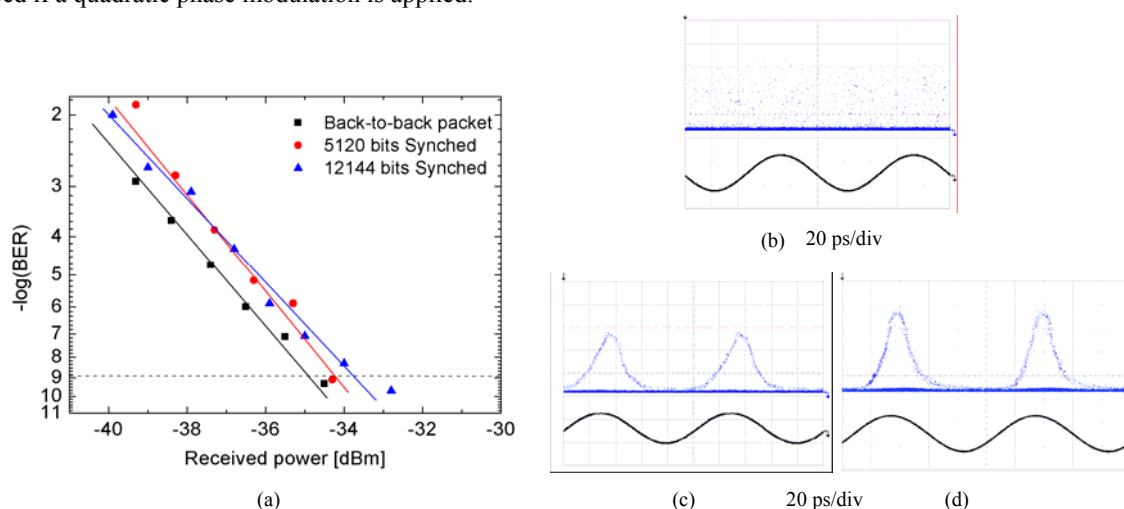 sed if a quadratic phase modulation is applied.
2
3
4
5
6
7
8
9
10
11
-log(BER)
Back-to-back packet
5120 bits Synched
12144 bits Synched
-40 -38 -36 -34 -32 -30
Received power [dBm]
(a)
(b) 20 ps/div
(c) 20 ps/div (d)